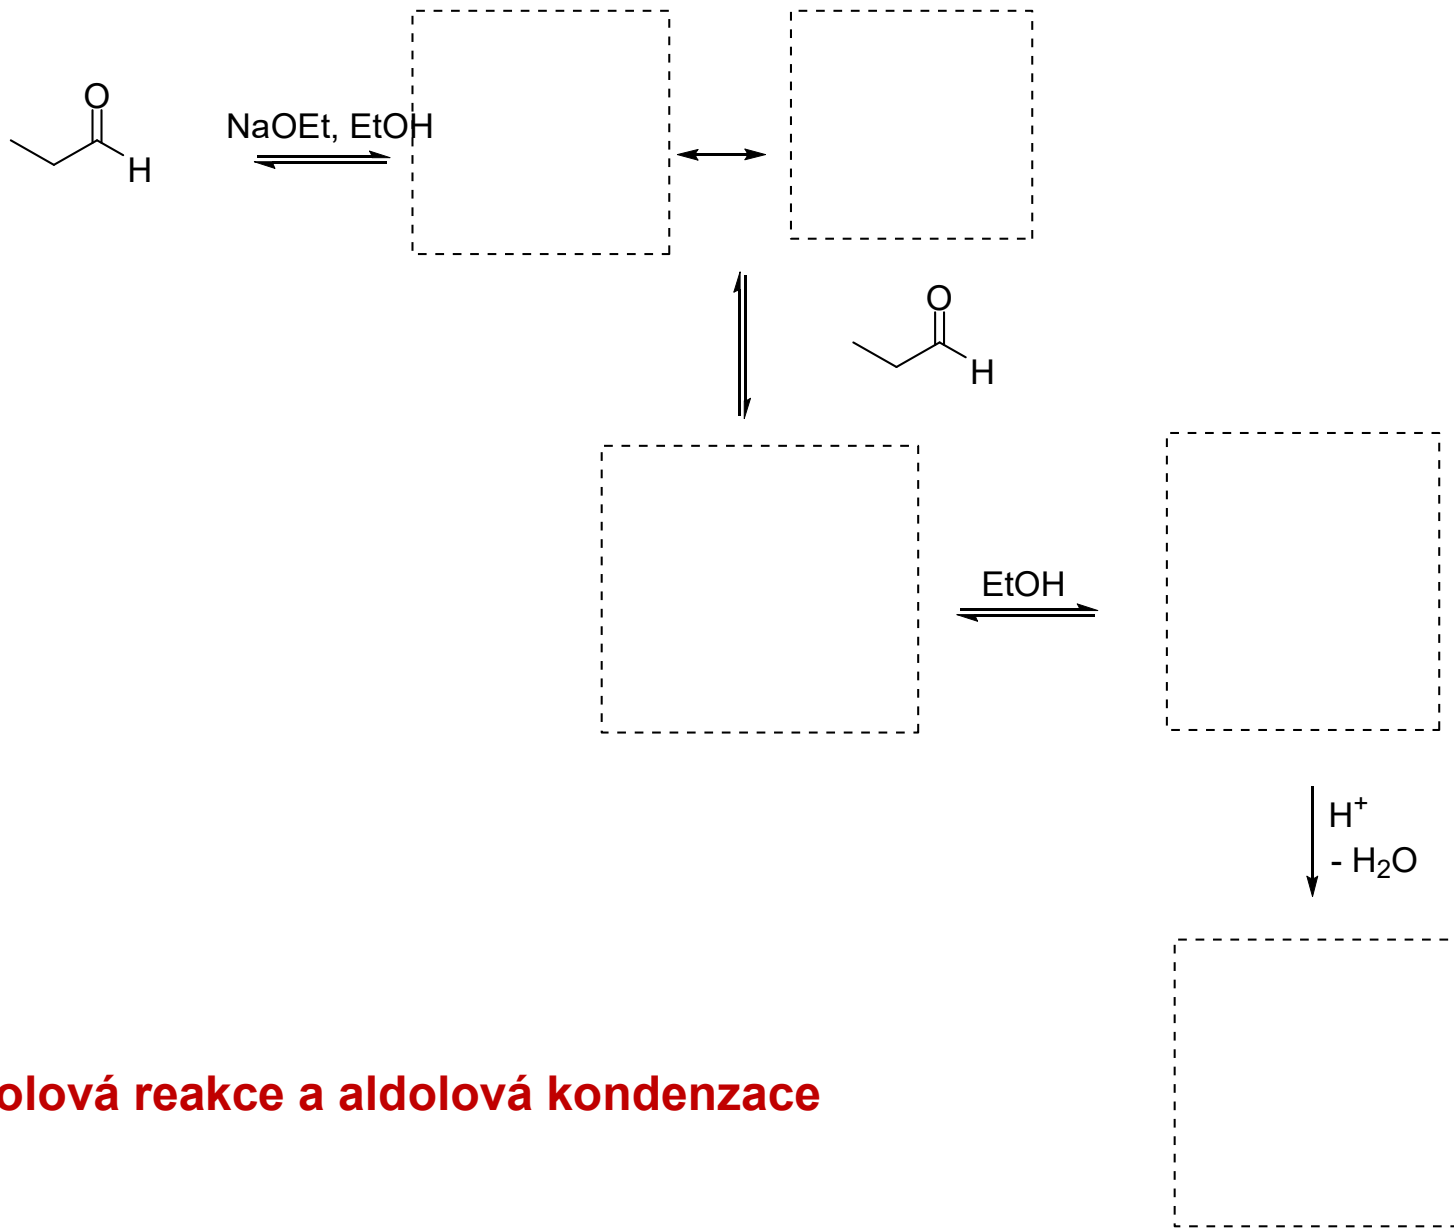 O
H
NaOEt, EtOH
O
H
EtOH
H⁺
- H₂O
olová reakce a aldolová kondenzace